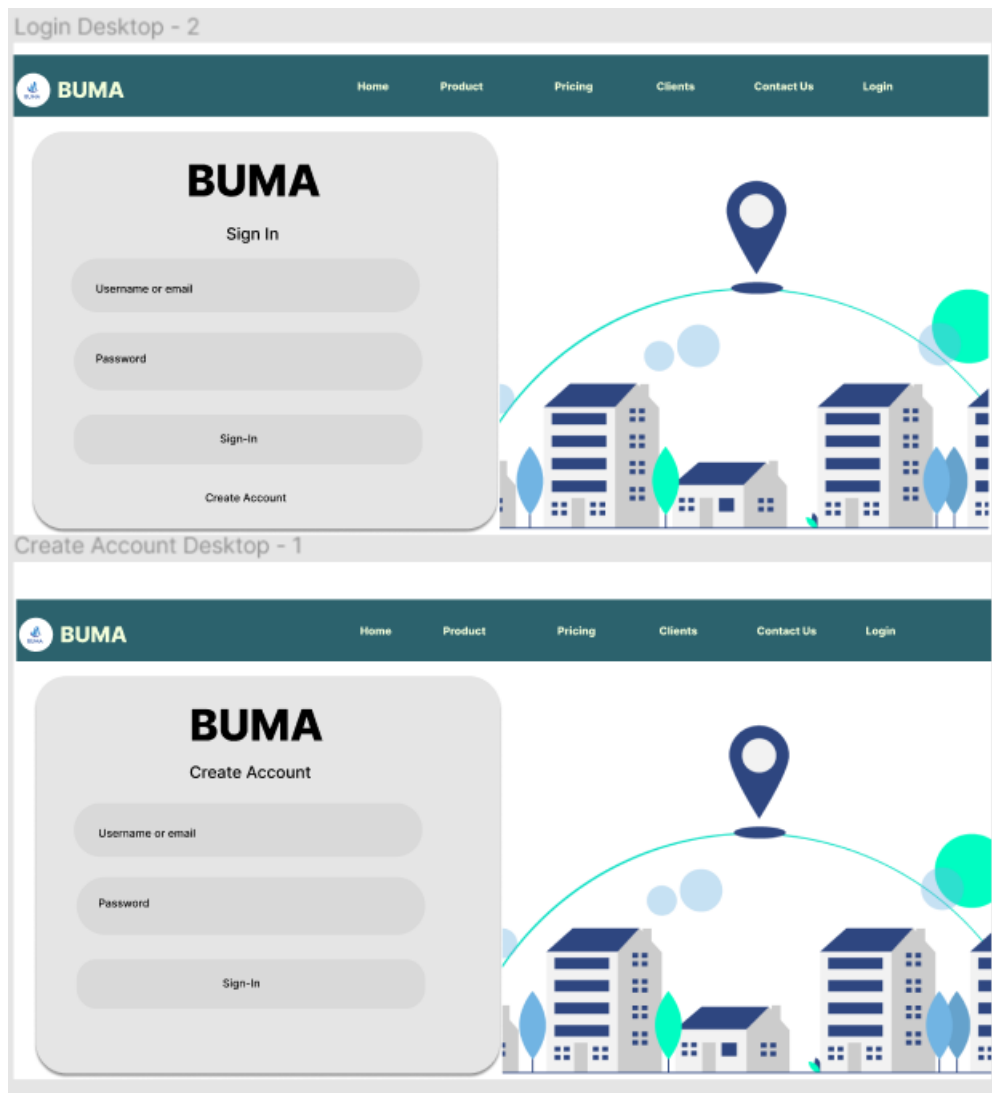 Login Desktop - 2
BUMA BUMA Home Product Pricing Clients Contact Us Login
BUMA
Sign In
Username or email
Password
Sign-In
Create Account
Create Account Desktop - 1
BUMA BUMA Home Product Pricing Clients Contact Us Login
BUMA
Create Account
Username or email
Password
Sign-In